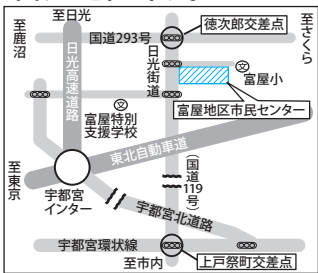 至日光
徳次郎交差点
至さくら
至鹿沼
国道293号
日光街道
日光高速道路
文
富屋小
富屋地区市民センター
文
富屋特別
支援学校
東北自動車道
至東京
宇都宮
インター
(国道119号)
宇都宮北道路
宇都宮環状線
上戸祭町交差点
至市内